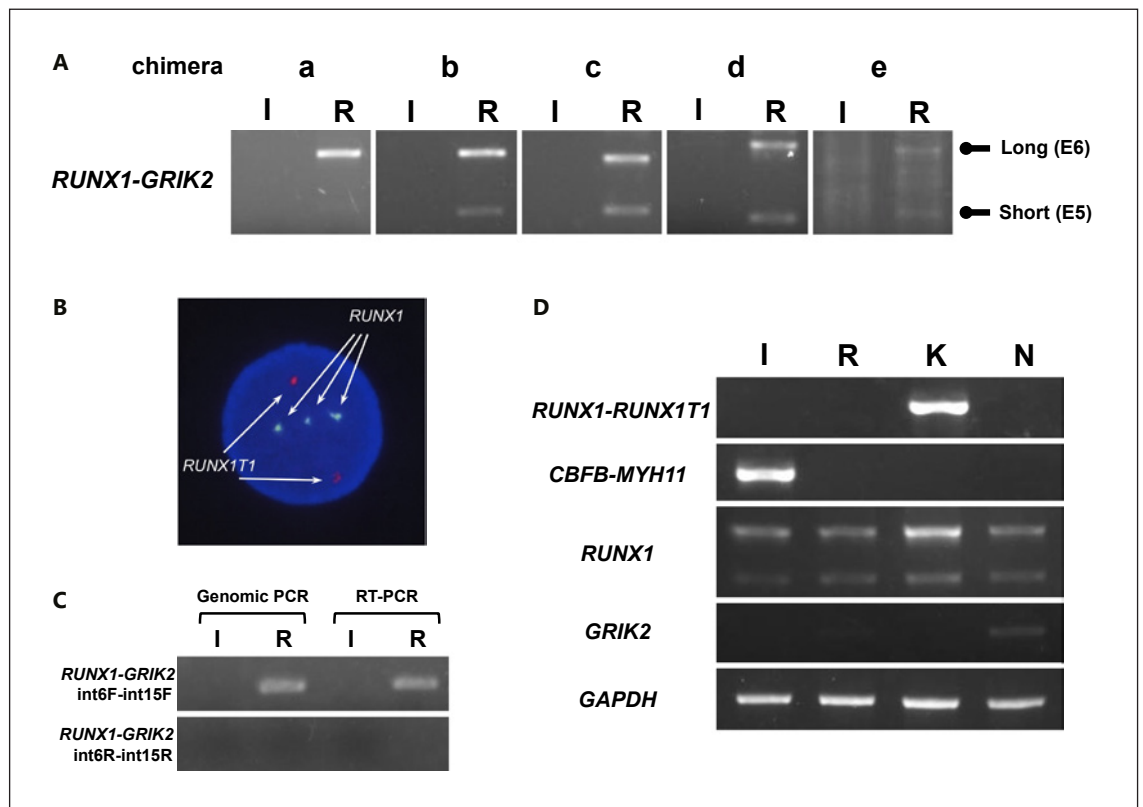 A
chimera a b c d e
I R I R I R I R I R
RUNX1-GRIK2
Long (E6)
Short (E5)
B
RUNX1
RUNX1T1
C
Genomic PCR RT-PCR
I R I R
RUNX1-GRIK2
int6F-int15F
RUNX1-GRIK2
int6R-int15R
D
I R K N
RUNX1-RUNX1T1
CBFB-MYH11
RUNX1
GRIK2
GAPDH